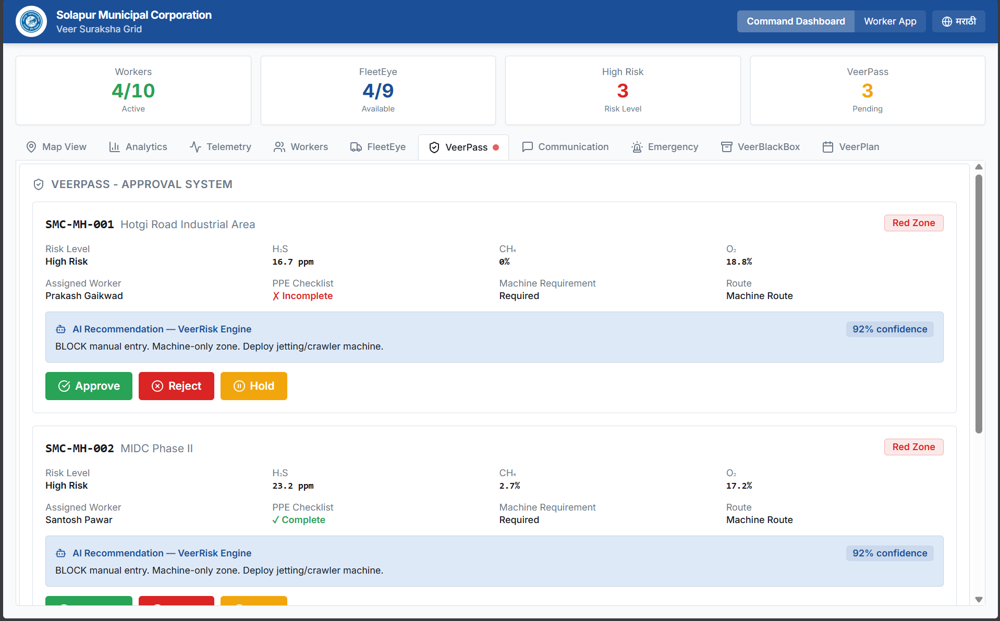 Solapur Municipal Corporation
Veer Suraksha Grid
Command Dashboard
Worker App
मराठी
Workers
4/10
Active
FleetEye
4/9
Available
High Risk
3
Risk Level
VeerPass
3
Pending
Map View
Analytics
Telemetry
Workers
FleetEye
VeerPass
Communication
Emergency
VeerBlackBox
VeerPlan
VEERPASS - APPROVAL SYSTEM
SMC-MH-001 Hotgi Road Industrial Area
Red Zone
Risk Level
High Risk
H₂S
16.7 ppm
CH₄
0%
O₂
18.8%
Assigned Worker
Prakash Gaikwad
PPE Checklist
✗ Incomplete
Machine Requirement
Required
Route
Machine Route
AI Recommendation — VeerRisk Engine
92% confidence
BLOCK manual entry. Machine-only zone. Deploy jetting/crawler machine.
Approve
Reject
Hold
SMC-MH-002 MIDC Phase II
Red Zone
Risk Level
High Risk
H₂S
23.2 ppm
CH₄
2.7%
O₂
17.2%
Assigned Worker
Santosh Pawar
PPE Checklist
✓ Complete
Machine Requirement
Required
Route
Machine Route
AI Recommendation — VeerRisk Engine
92% confidence
BLOCK manual entry. Machine-only zone. Deploy jetting/crawler machine.